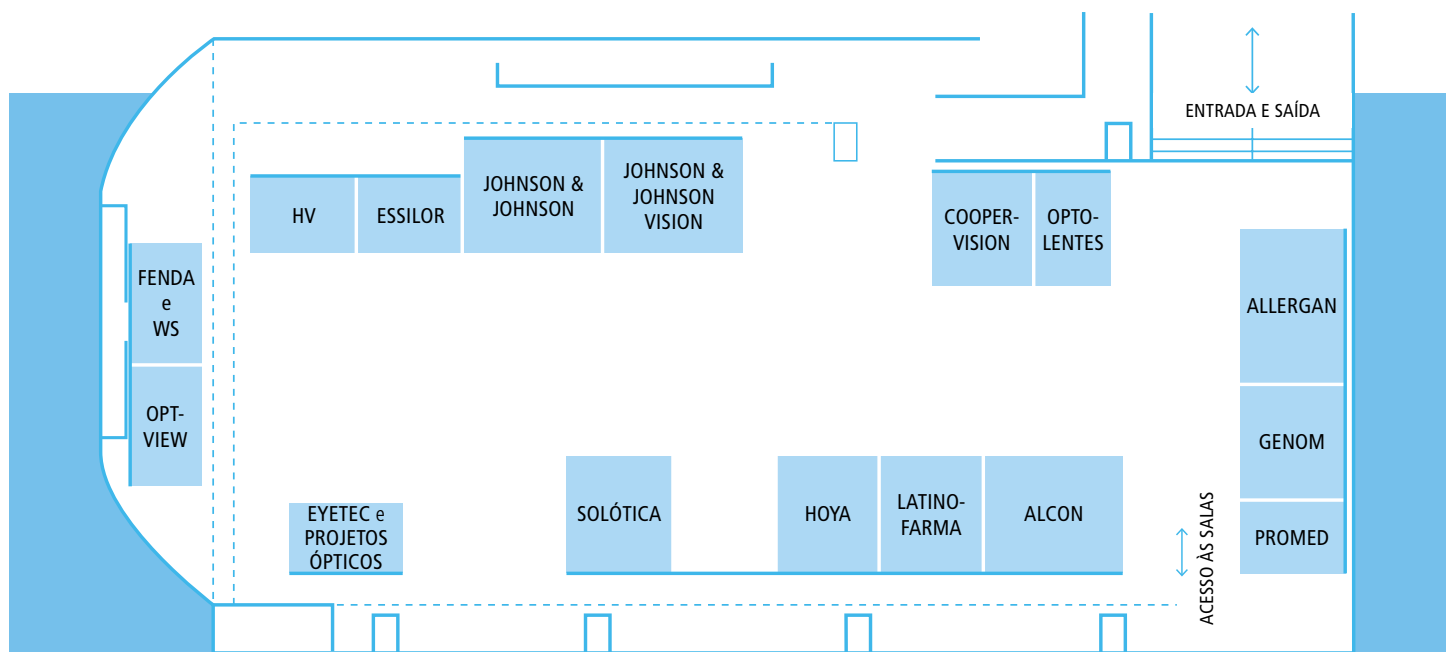 ENTRADA E SAÍDA
HV
ESSILOR
JOHNSON &
JOHNSON
JOHNSON &
JOHNSON
VISION
COOPER-
VISION
OPTO-
LENTES
FENDA
e
WS
OPT-
VIEW
ALLERGAN
GENOM
PROMED
EYETEC e
PROJETOS
ÓPTICOS
SOLÓTICA
HOYA
LATINO-
FARMA
ALCON
ACESSO ÀS SALAS